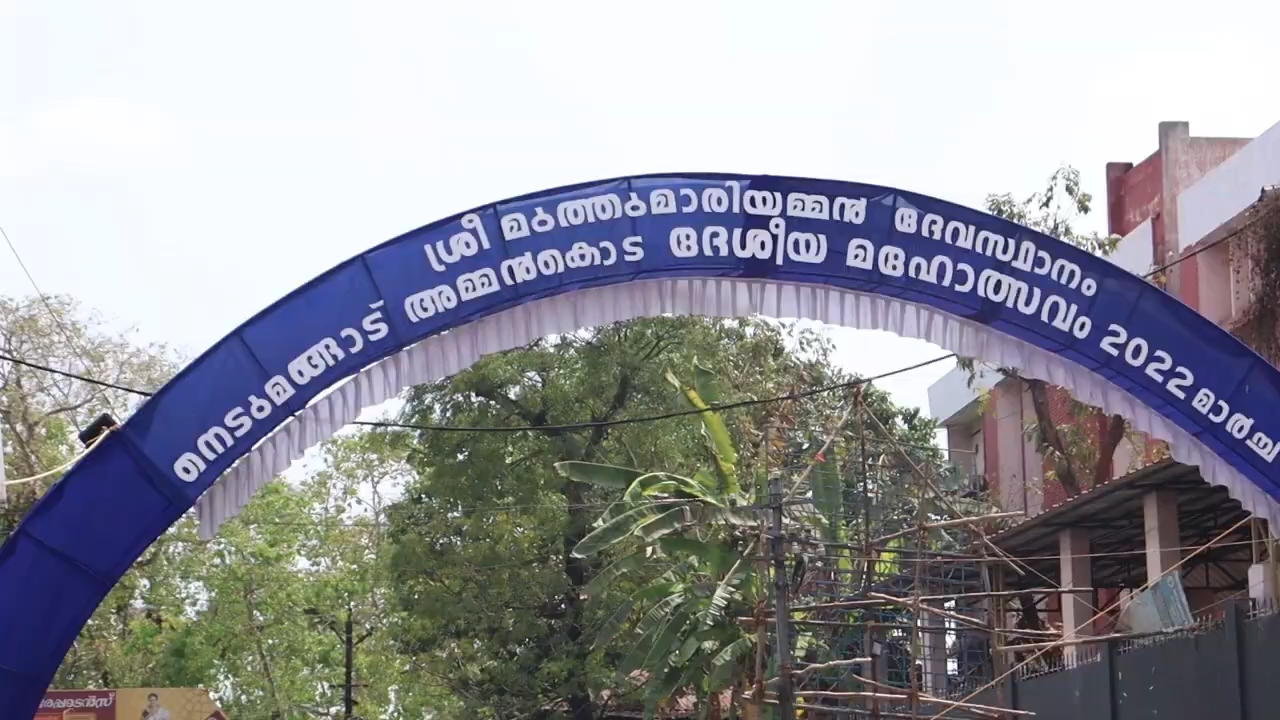 ശ്രീ മുത്തുമാരിയമ്മൻ ദേവസ്ഥാനം
നെടുമങ്ങാട് അമ്മൻകൊട ദേശീയ മഹോത്സവം 2022 മാർച്ച